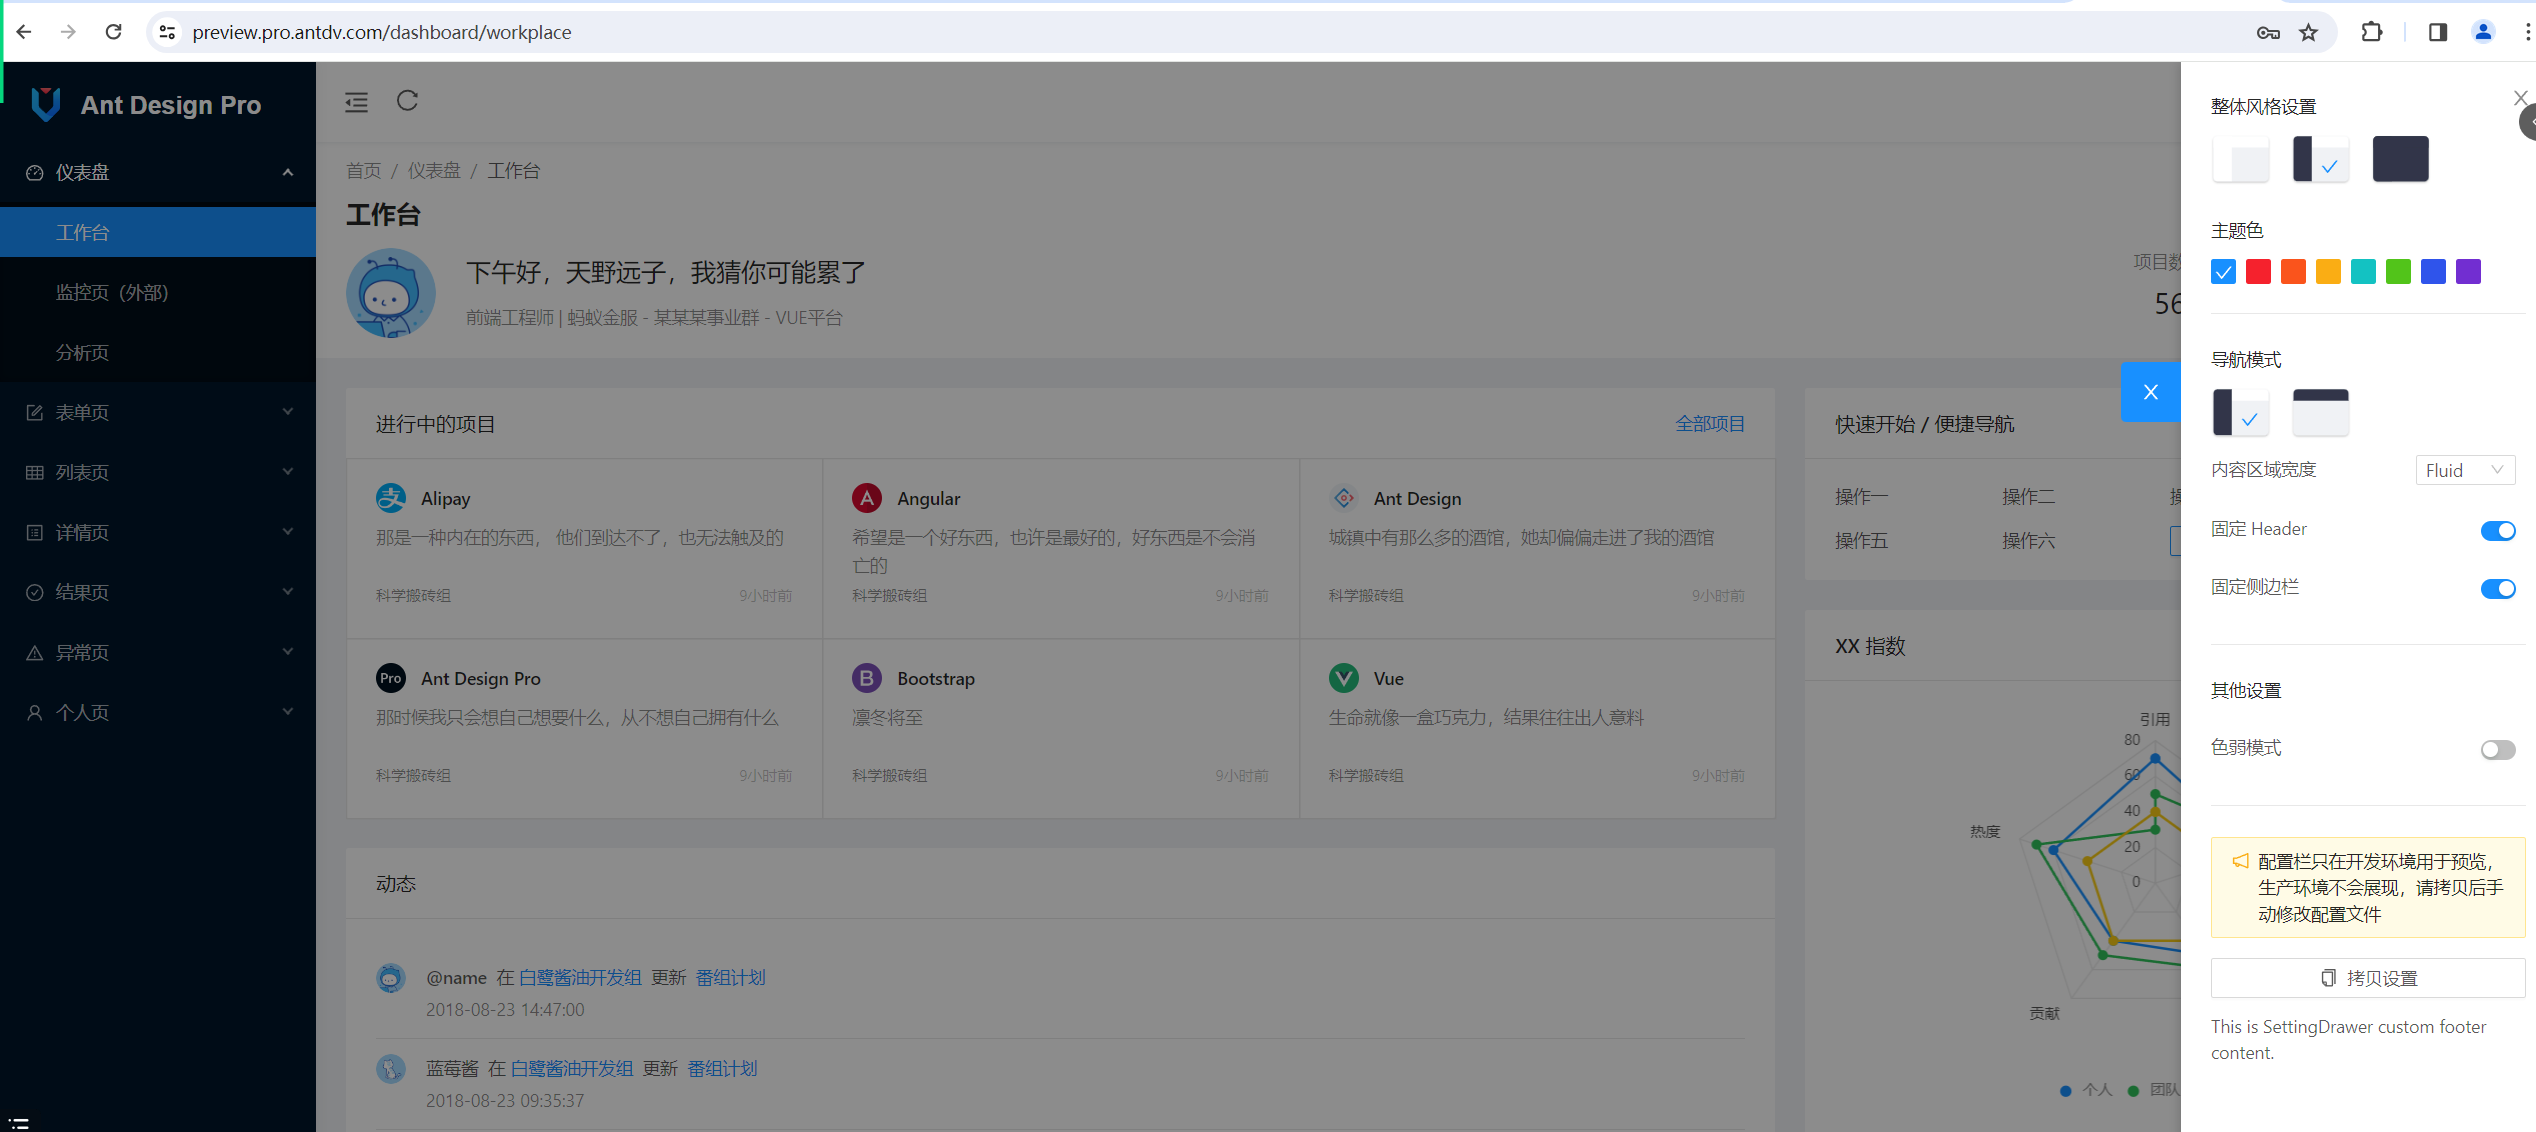 preview.pro.antdv.com/dashboard/workplace
Ant Design Pro
仪表盘
工作台
监控页（外部）
分析页
表单页
列表页
详情页
结果页
异常页
个人页
首页 / 仪表盘 / 工作台
工作台
下午好，天野远子，我猜你可能累了
前端工程师 | 蚂蚁金服 - 某某某事业群 - VUE平台
项目数
56
进行中的项目
全部项目
Alipay
那是一种内在的东西， 他们到达不了，也无法触及的
科学搬砖组
9小时前
Angular
希望是一个好东西，也许是最好的，好东西是不会消
亡的
科学搬砖组
9小时前
Ant Design
城镇中有那么多的酒馆，她却偏偏走进了我的酒馆
科学搬砖组
9小时前
Pro
Ant Design Pro
那时候我只会想自己想要什么，从不想自己拥有什么
科学搬砖组
9小时前
Bootstrap
凛冬将至
科学搬砖组
9小时前
Vue
生命就像一盒巧克力，结果往往出人意料
科学搬砖组
9小时前
动态
@name 在 白鹭酱油开发组 更新 番组计划
2018-08-23 14:47:00
蓝莓酱 在 白鹭酱油开发组 更新 番组计划
2018-08-23 09:35:37
快速开始 / 便捷导航
操作一
操作二
操作五
操作六
XX 指数
引用
80
60
40
20
0
热度
贡献
个人
团队
整体风格设置
主题色
导航模式
内容区域宽度
Fluid
固定 Header
固定侧边栏
其他设置
色弱模式
配置栏只在开发环境用于预览，
生产环境不会展现，请拷贝后手
动修改配置文件
拷贝设置
This is SettingDrawer custom footer
content.